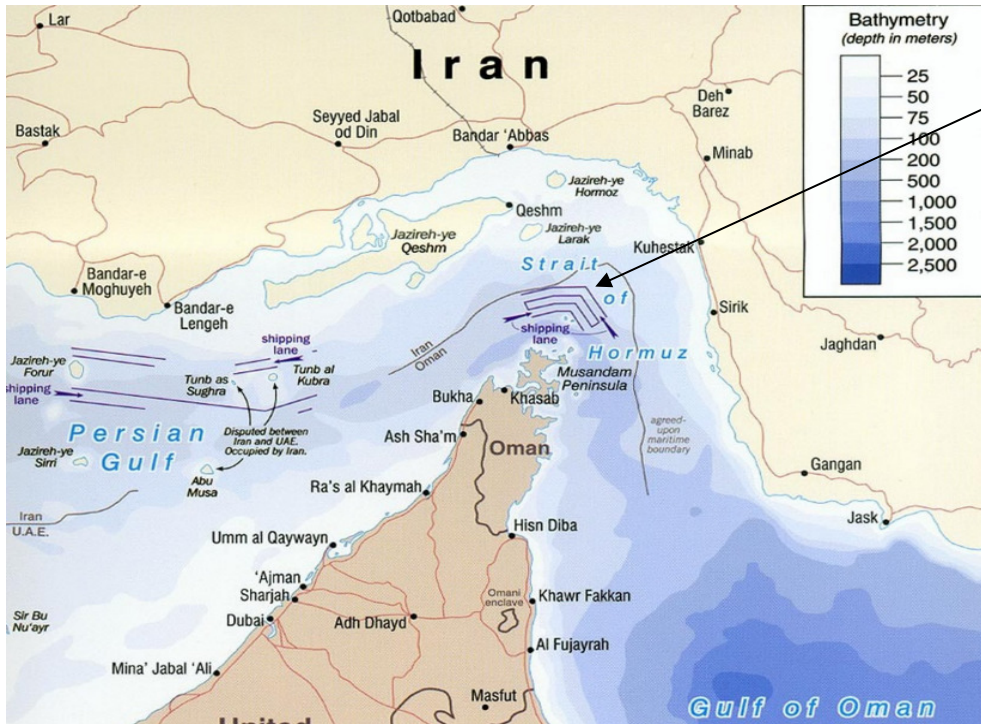 Lar
Qotbabad
Iran
Bathymetry
(depth in meters)
25
50
75
100
200
500
1,000
1,500
2,000
2,500
Deh
Barez
Bastak
Seyyed Jabal
od Din
Bandar 'Abbas
Minab
Jazireh-ye
Hormoz
Qeshm
Jazireh-ye
Qeshm
Jazireh-ye
Larak
Kuhestak
Strait
of
Hormuz
Bandar-e
Moghuyeh
Bandar-e
Lengeh
Sirik
Jaghdan
shipping
lane
Iran
Oman
Jazireh-ye
Forur
shipping
lane
shipping
lane
Tunb as
Sughra
Tunb al
Kubra
Musandam
Peninsula
Bukha
Khasab
Disputed between
Iran and UAE.
Occupied by Iran.
agreed-
upon
maritime
boundary
Persian
Gulf
Ash Sha'm
Oman
Jazireh-ye
Sirri
Abu
Musa
Gangan
Ra's al Khaymah
Iran
U.A.E.
Jask
Hisn Diba
Umm al Qaywayn
'Ajman
Sharjah
Dubai
Omani
enclave
Khawr Fakkan
Sir Bu
Nu'ayr
Adh Dhayd
Al Fujayrah
Mina' Jabal 'Ali
Masfut
Gulf of Oman
United